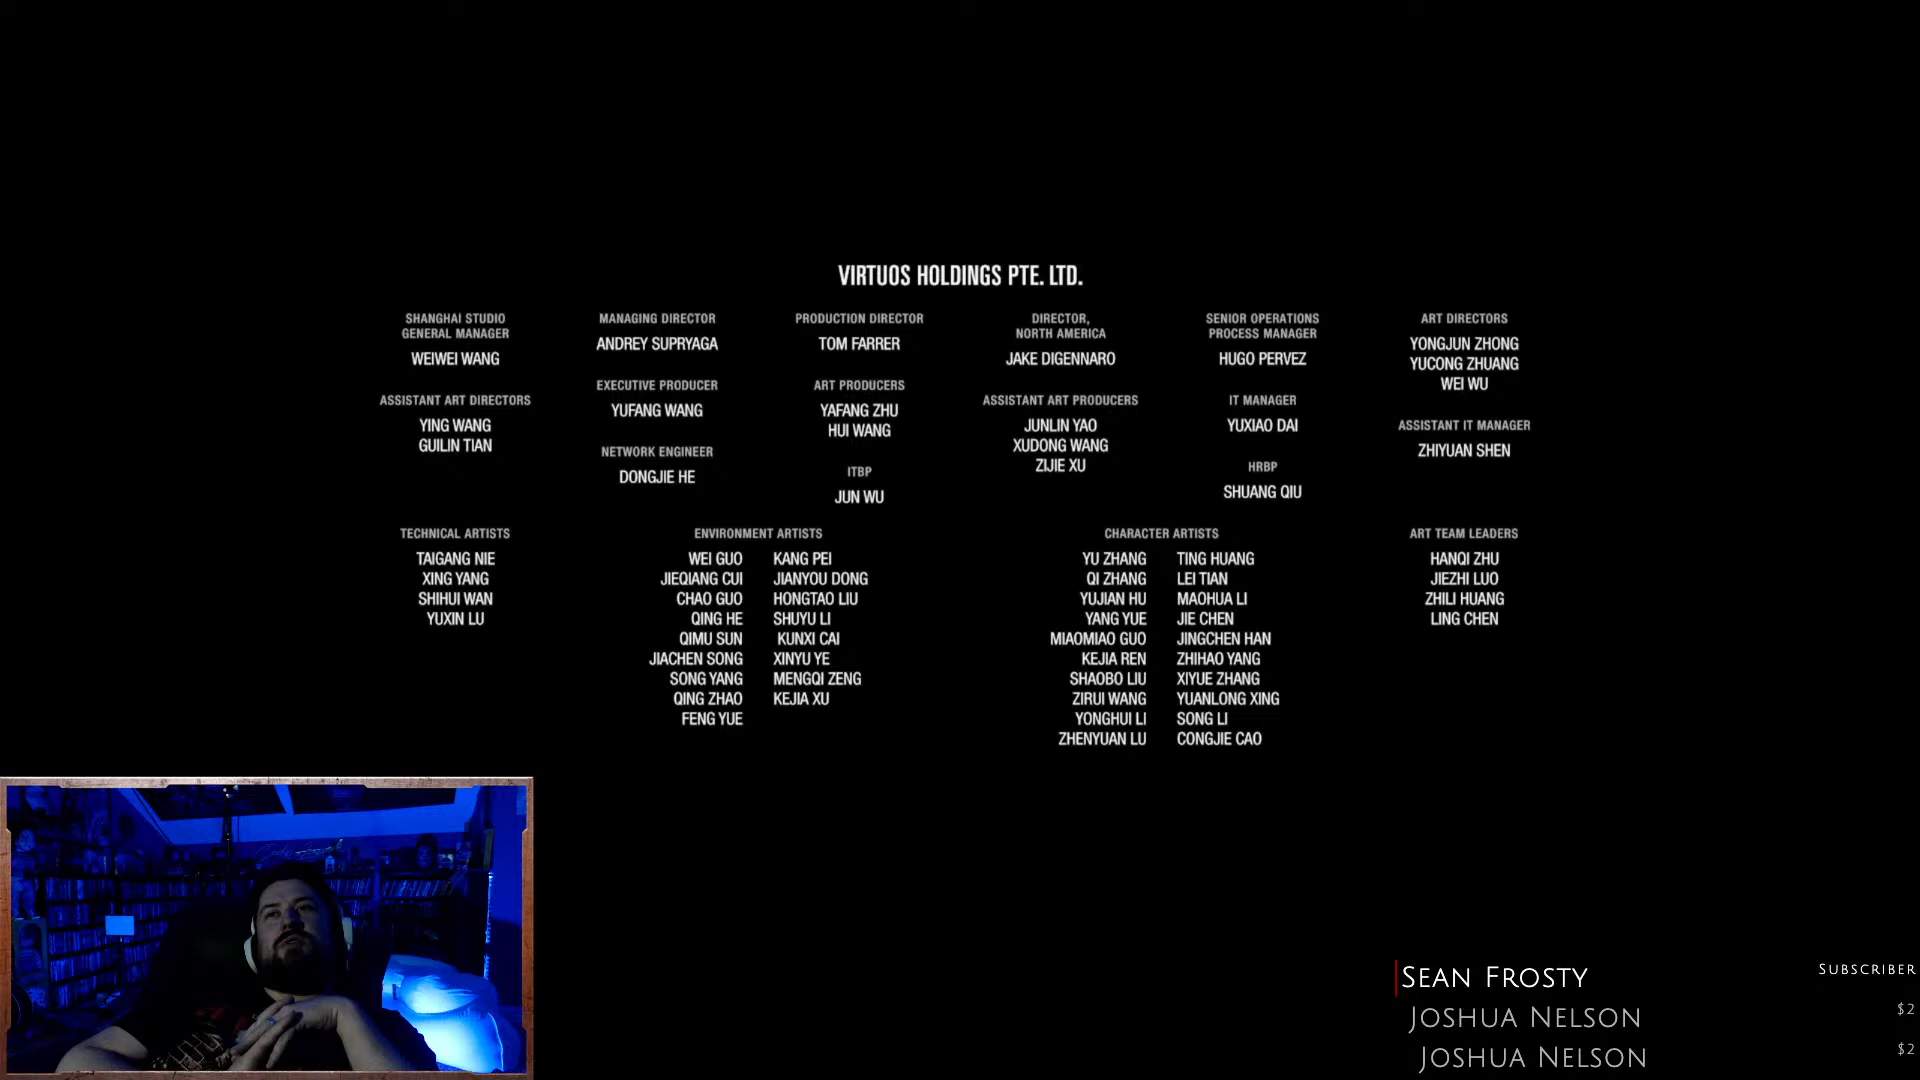 VIRTUOS HOLDINGS PTE. LTD.
SHANGHAI STUDIO
GENERAL MANAGER
WEIWEI WANG
MANAGING DIRECTOR
ANDREY SUPRYAGA
PRODUCTION DIRECTOR
TOM FARRER
DIRECTOR,
NORTH AMERICA
JAKE DIGENNARO
SENIOR OPERATIONS
PROCESS MANAGER
HUGO PERVEZ
ART DIRECTORS
YONGJUN ZHONG
YUCONG ZHUANG
WEI WU
ASSISTANT ART DIRECTORS
YING WANG
GUILIN TIAN
EXECUTIVE PRODUCER
YUFANG WANG
ART PRODUCERS
YAFANG ZHU
HUI WANG
ASSISTANT ART PRODUCERS
JUNLIN YAO
XUDONG WANG
ZIJIE XU
IT MANAGER
YUXIAO DAI
ASSISTANT IT MANAGER
ZHIYUAN SHEN
NETWORK ENGINEER
DONGJIE HE
ITBP
JUN WU
HRBP
SHUANG QIU
TECHNICAL ARTISTS
TAIGANG NIE
XING YANG
SHIHUI WAN
YUXIN LU
ENVIRONMENT ARTISTS
WEI GUO KANG PEI
JIEQIANG CUI JIANYOU DONG
CHAO GUO HONGTAO LIU
QING HE SHUYU LI
QIMU SUN KUNXI CAI
JIACHEN SONG XINYU YE
SONG YANG MENGQI ZENG
QING ZHAO KEJIA XU
FENG YUE
CHARACTER ARTISTS
YU ZHANG TING HUANG
QI ZHANG LEI TIAN
YUJIAN HU MAOHUA LI
YANG YUE JIE CHEN
MIAOMIAO GUO JINGCHEN HAN
KEJIA REN ZHIHAO YANG
SHAOBO LIU XIYUE ZHANG
ZIRUI WANG YUANLONG XING
YONGHUI LI SONG LI
ZHENYUAN LU CONGJIE CAO
ART TEAM LEADERS
HANQI ZHU
JIEZHI LUO
ZHILI HUANG
LING CHEN
SEAN FROSTY SUBSCRIBER
JOSHUA NELSON $2
JOSHUA NELSON $2